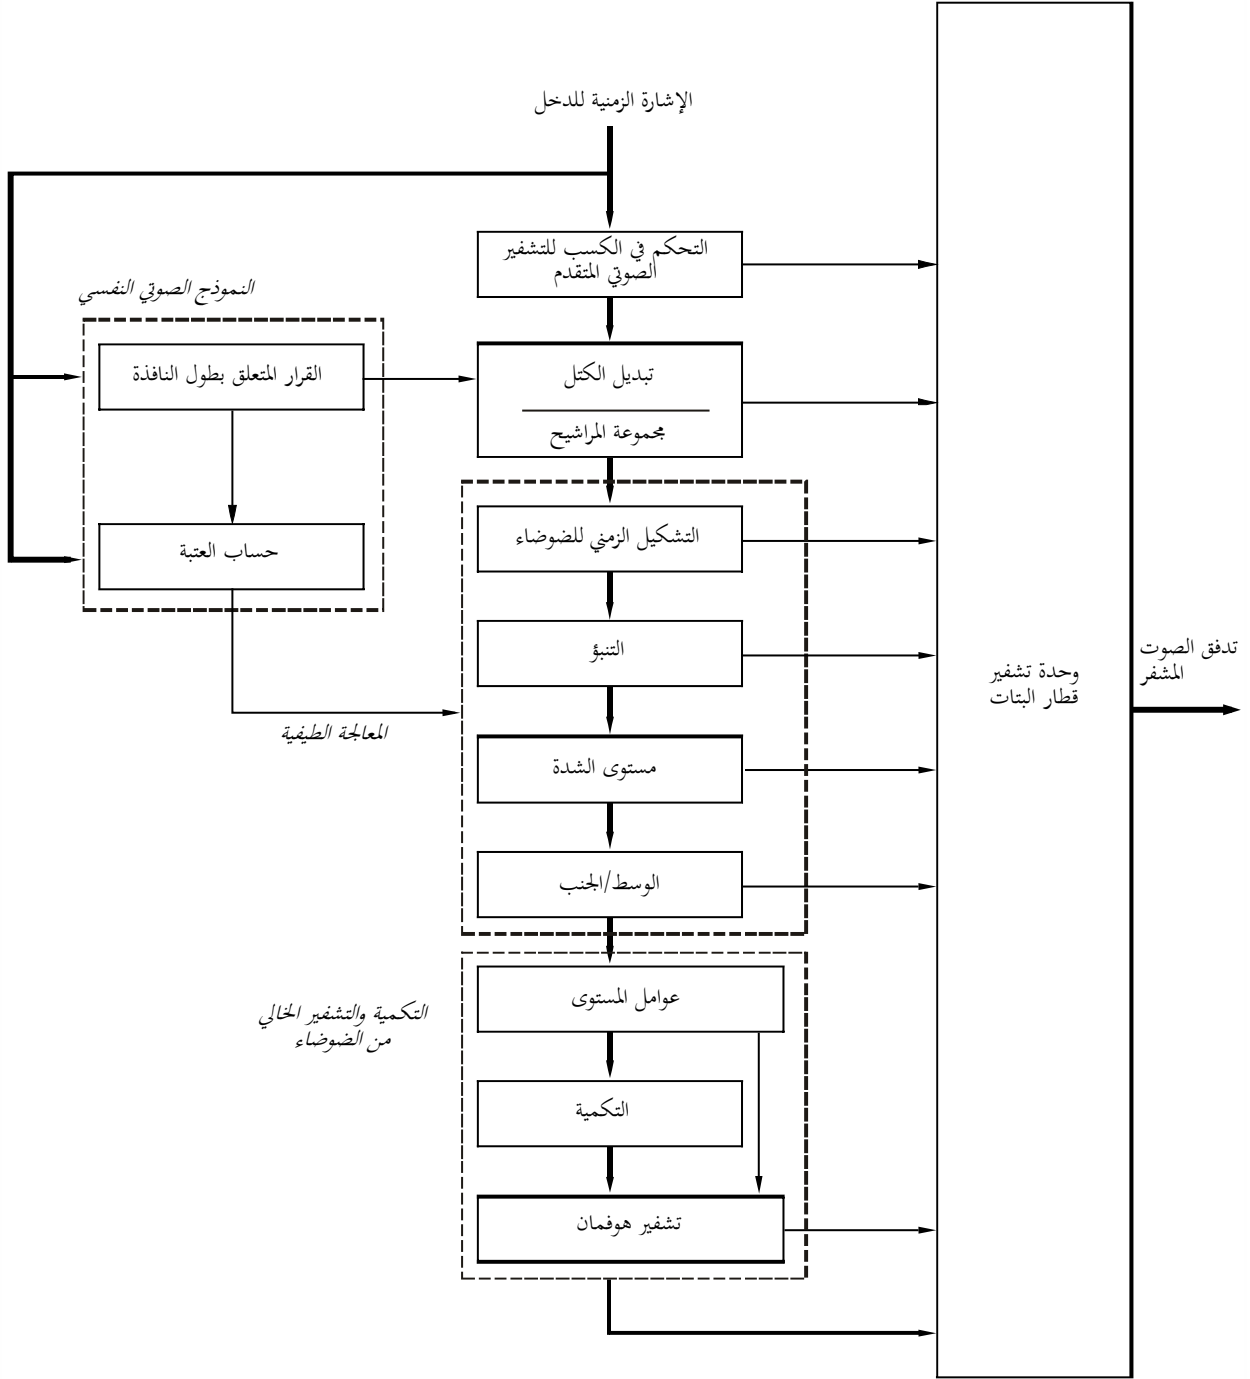 الإشارة الزمنية للدخل
التحكم في الكسب للتشفير
الصوتي المتقدم
النموذج الصوتي النفسي
القرار المتعلق بطول النافذة
تبديل الكتل
مجموعة المراشيح
التشكيل الزمني للضوضاء
حساب العتبة
التنبؤ
تدفق الصوت
المشفر
وحدة تشفير
قطار البتات
المعالجة الطيفية
مستوى الشدة
الوسط/الجنب
عوامل المستوى
التكمية والتشفير الخالي
من الضوضاء
التكمية
تشفير هوفمان